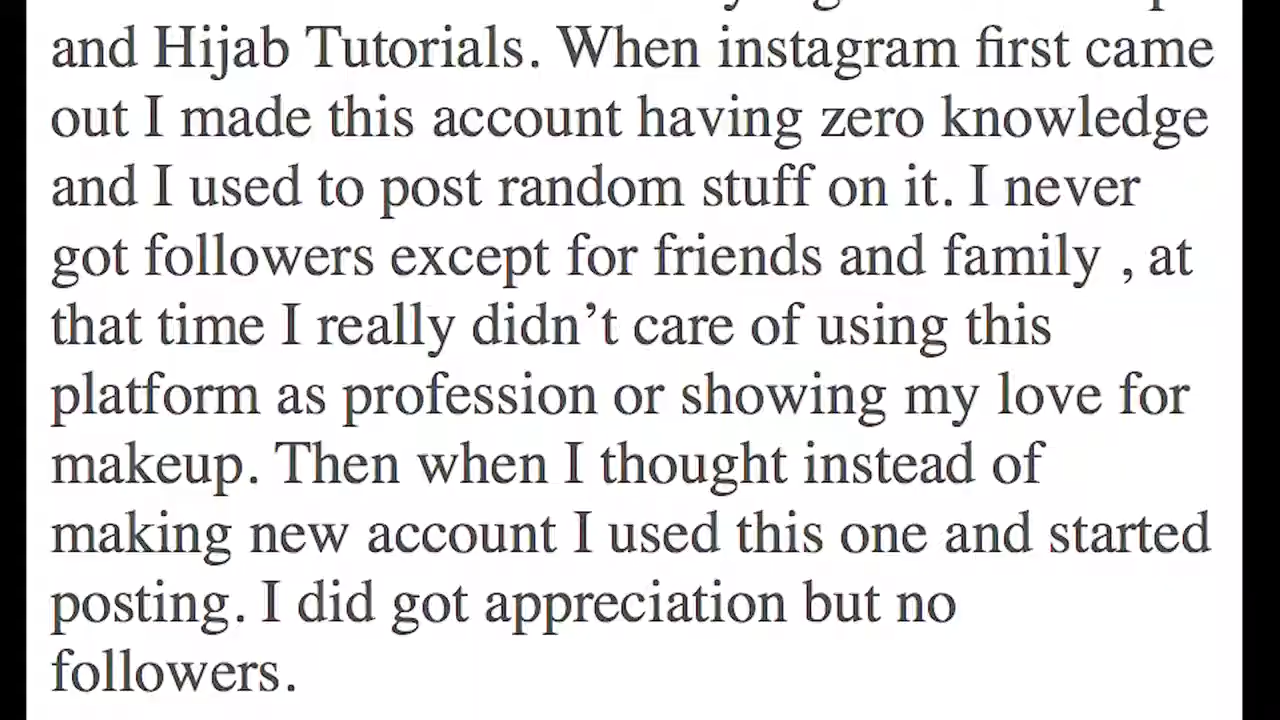 and Hijab Tutorials. When instagram first came
out I made this account having zero knowledge
and I used to post random stuff on it. I never
got followers except for friends and family , at
that time I really didn’t care of using this
platform as profession or showing my love for
makeup. Then when I thought instead of
making new account I used this one and started
posting. I did got appreciation but no
followers.